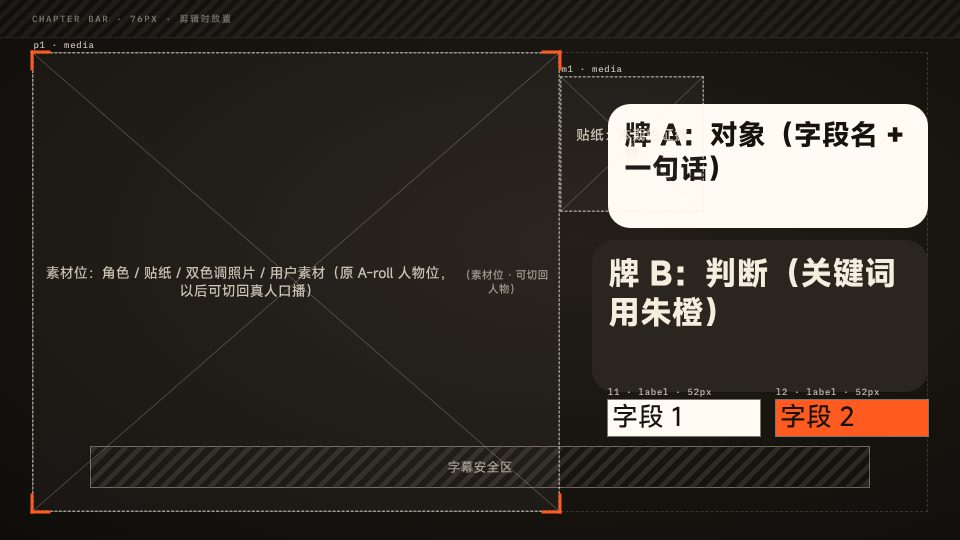 CHAPTER BAR · 76PX · 剪辑时放置
p1 · media
m1 · media
贴纸：
牌 A：对象（字段名 +
一句话）
素材位：角色 / 贴纸 / 双色调照片 / 用户素材（原 A-roll 人物位，
以后可切回真人口播）
（素材位 · 可切回
人物）
牌 B：判断（关键词
用朱橙）
l1 · label · 52px
l2 · label · 52px
字段 1
字段 2
字幕安全区